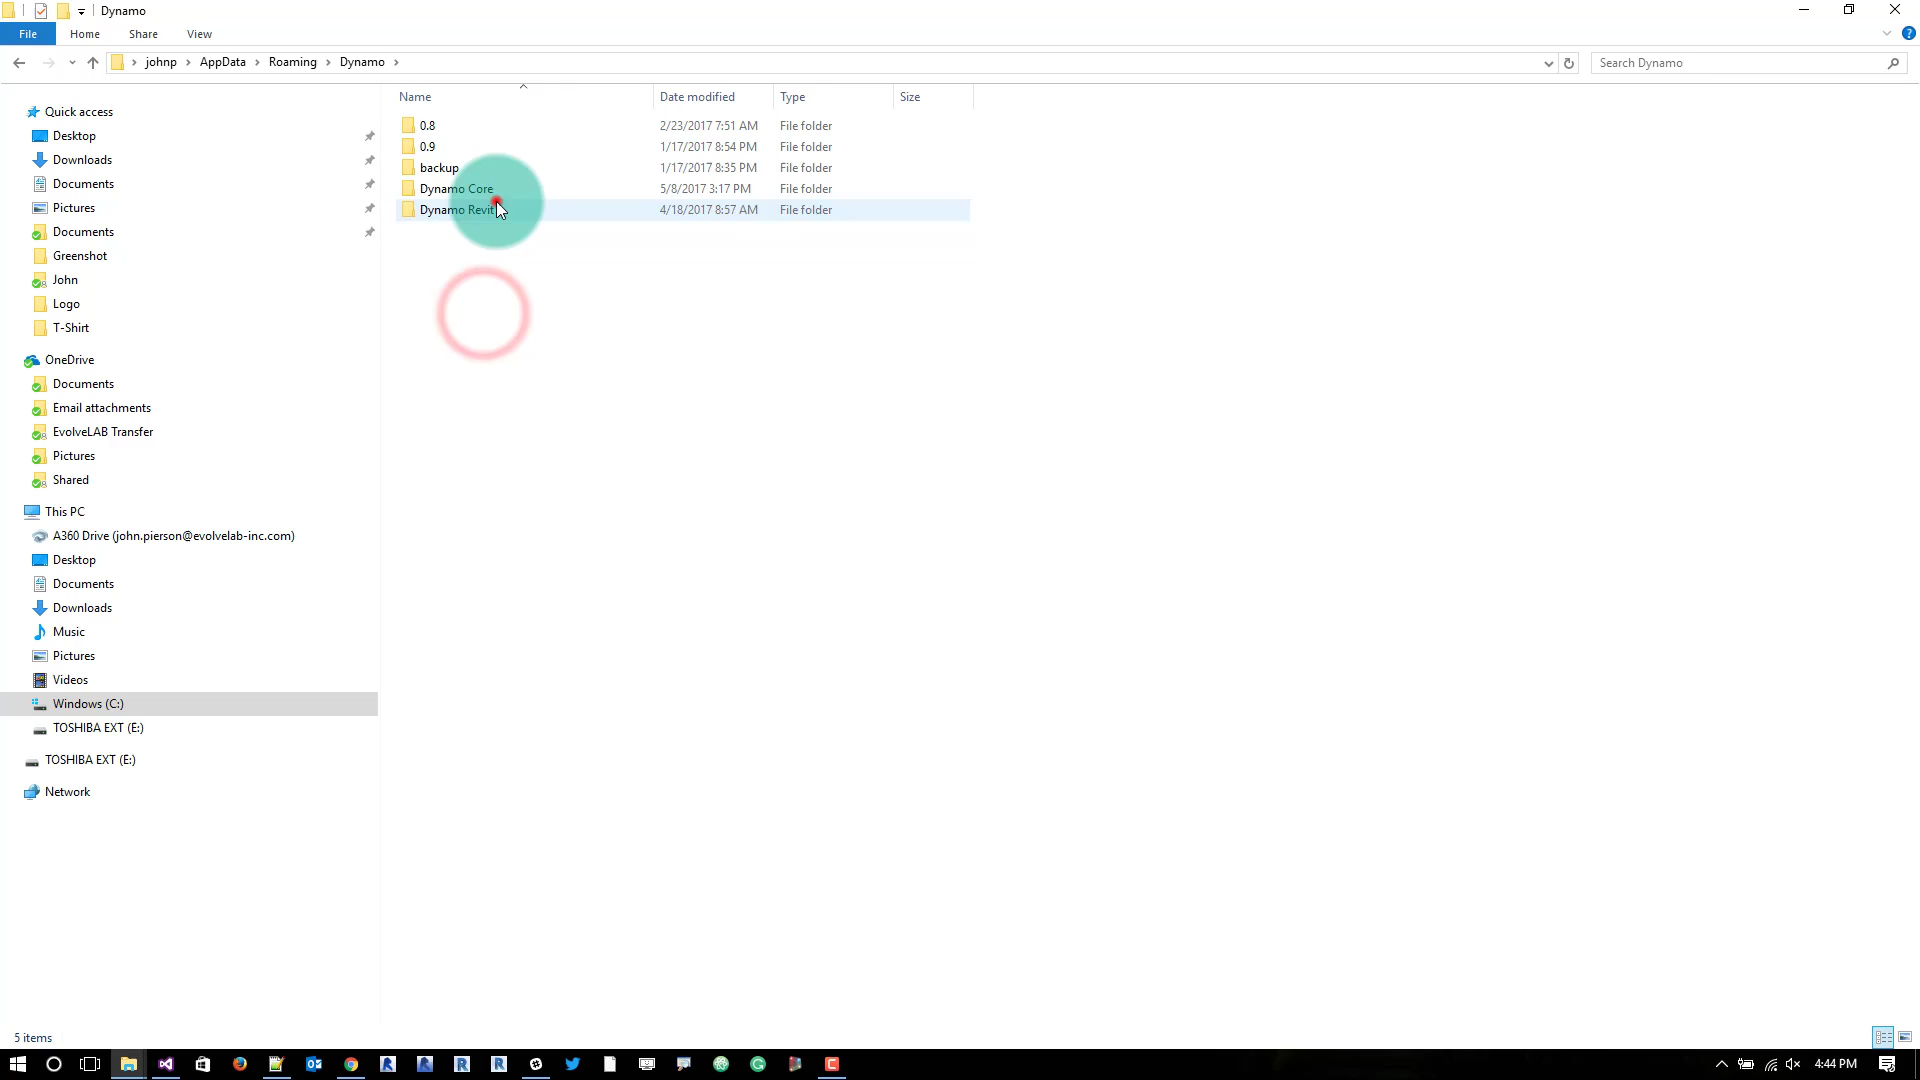 Dynamo
File Home Share View
johnp AppData Roaming Dynamo
Search Dynamo
Name Date modified Type Size
0.8 2/23/2017 7:51 AM File folder
0.9 1/17/2017 8:54 PM File folder
backup 1/17/2017 8:35 PM File folder
Dynamo Core 5/8/2017 3:17 PM File folder
Dynamo Revit 4/18/2017 8:57 AM File folder
Quick access
Desktop
Downloads
Documents
Pictures
Documents
Greenshot
John
Logo
T-Shirt
OneDrive
Documents
Email attachments
EvolveLAB Transfer
Pictures
Shared
This PC
A360 Drive (john.pierson@evolvelab-inc.com)
Desktop
Documents
Downloads
Music
Pictures
Videos
Windows (C:)
TOSHIBA EXT (E:)
TOSHIBA EXT (E:)
Network
5 items
4:44 PM